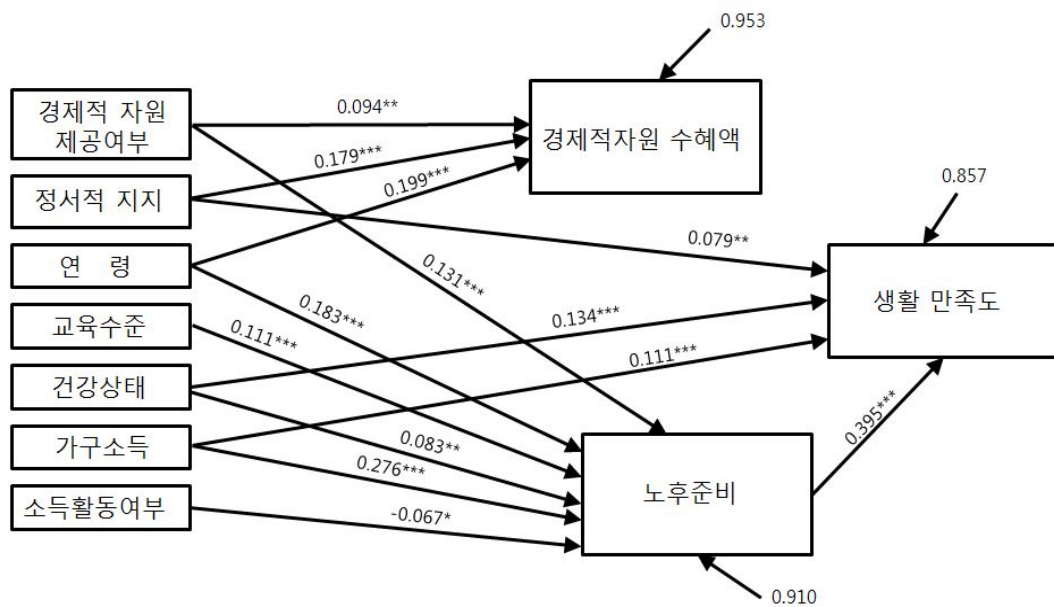 0.953
경제적 자원
제공여부
0.094**
경제적자원 수혜액
0.179***
0.199***
정서적 지지
0.857
0.079**
연 령
0.131***
생활 만족도
0.183***
교육수준
0.111***
0.134***
0.111***
건강상태
0.083**
0.395***
가구소득
0.276***
노후준비
소득활동여부
-0.067*
0.910